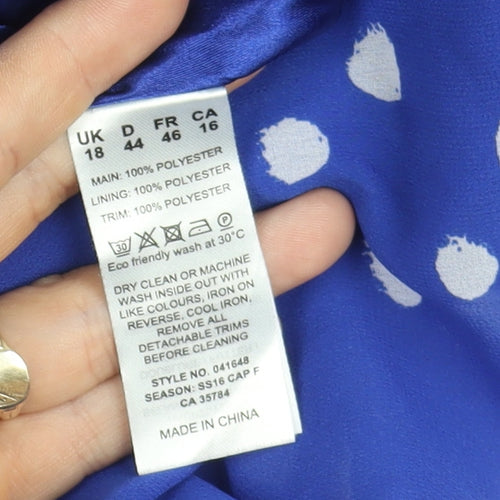 UK D FR CA
18 44 46 16
MAIN: 100% POLYESTER
LINING: 100% POLYESTER
TRIM: 100% POLYESTER
30 P
Eco friendly wash at 30°C
DRY CLEAN OR MACHINE
WASH INSIDE OUT WITH
LIKE COLOURS, IRON ON
REVERSE, COOL IRON,
REMOVE ALL
DETACHABLE TRIMS
BEFORE CLEANING
STYLE NO. 041648
SEASON: SS16 CAP F
CA 35784
MADE IN CHINA